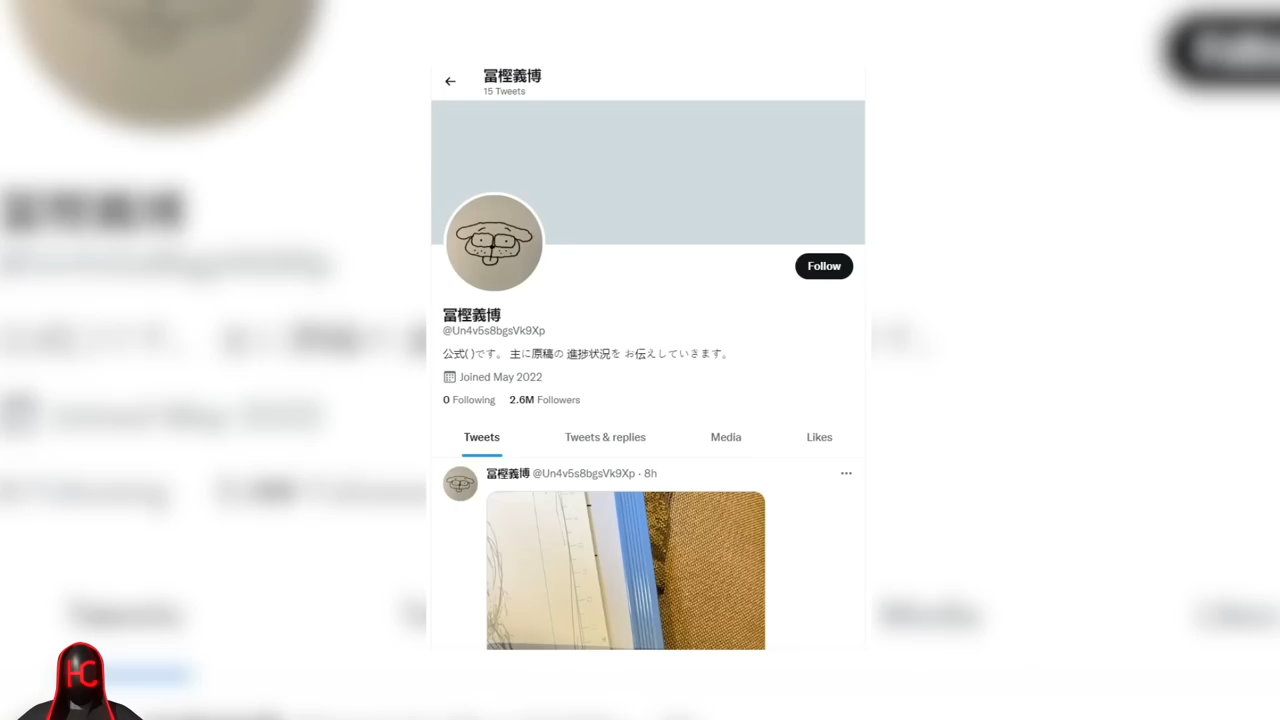 冨樫義博
15 Tweets
Follow
冨樫義博
@Un4v5s8bgsVk9Xp
公式( )です。 主に原稿の 進捗状況を お伝えしていきます。
Joined May 2022
0 Following 2.6M Followers
Tweets Tweets & replies Media Likes
冨樫義博 @Un4v5s8bgsVk9Xp · 8h
HC